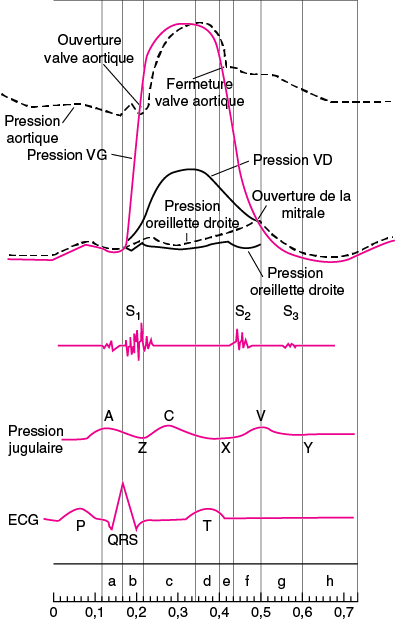 Ouverture
valve aortique
Fermeture
valve aortique
Pression
aortique
Pression VG
Pression VD
Ouverture de la
mitrale
Pression
oreillette droite
Pression
oreillette droite
S1
S2
S3
A
C
V
Pression
jugulaire
Z
X
Y
ECG
P
QRS
T
a b c d e f g h
0 0,1 0,2 0,3 0,4 0,5 0,6 0,7